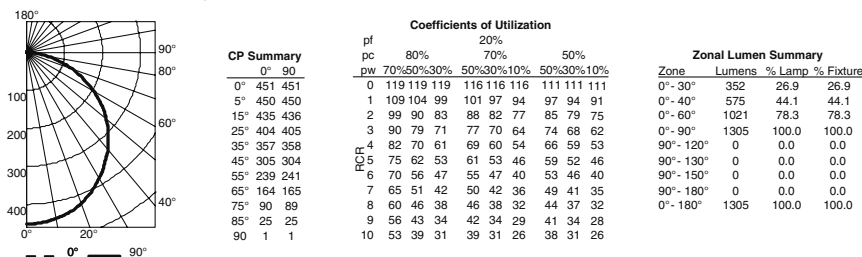 180°
90°
80°
60°
40°
20°
0°
100
200
300
400
0° 90°
CP Summary
0° 90
0° 451 451
5° 450 450
15° 435 436
25° 404 405
35° 357 358
45° 305 304
55° 239 241
65° 164 165
75° 90 89
85° 25 25
90 1 1
Coefficients of Utilization
pf 20%
pc 80% 70% 50%
pw 70%50%30% 50%30%10% 50%30%10%
RCR
0 119 119 119 116 116 116 111 111 111
1 109 104 99 101 97 94 97 94 91
2 99 90 83 88 82 77 85 79 75
3 90 79 71 77 70 64 74 68 62
4 82 70 61 69 60 54 66 59 53
5 75 62 53 61 53 46 59 52 46
6 70 56 47 55 47 40 53 46 40
7 65 51 42 50 42 36 49 41 35
8 60 46 38 46 38 32 44 37 32
9 56 43 34 42 34 29 41 34 28
10 53 39 31 39 31 26 38 31 26
Zonal Lumen Summary
Zone Lumens % Lamp % Fixture
0°- 30° 352 26.9 26.9
0°- 40° 575 44.1 44.1
0°- 60° 1021 78.3 78.3
0°- 90° 1305 100.0 100.0
90°- 120° 0 0.0 0.0
90°- 130° 0 0.0 0.0
90°- 150° 0 0.0 0.0
90°- 180° 0 0.0 0.0
0°- 180° 1305 100.0 100.0